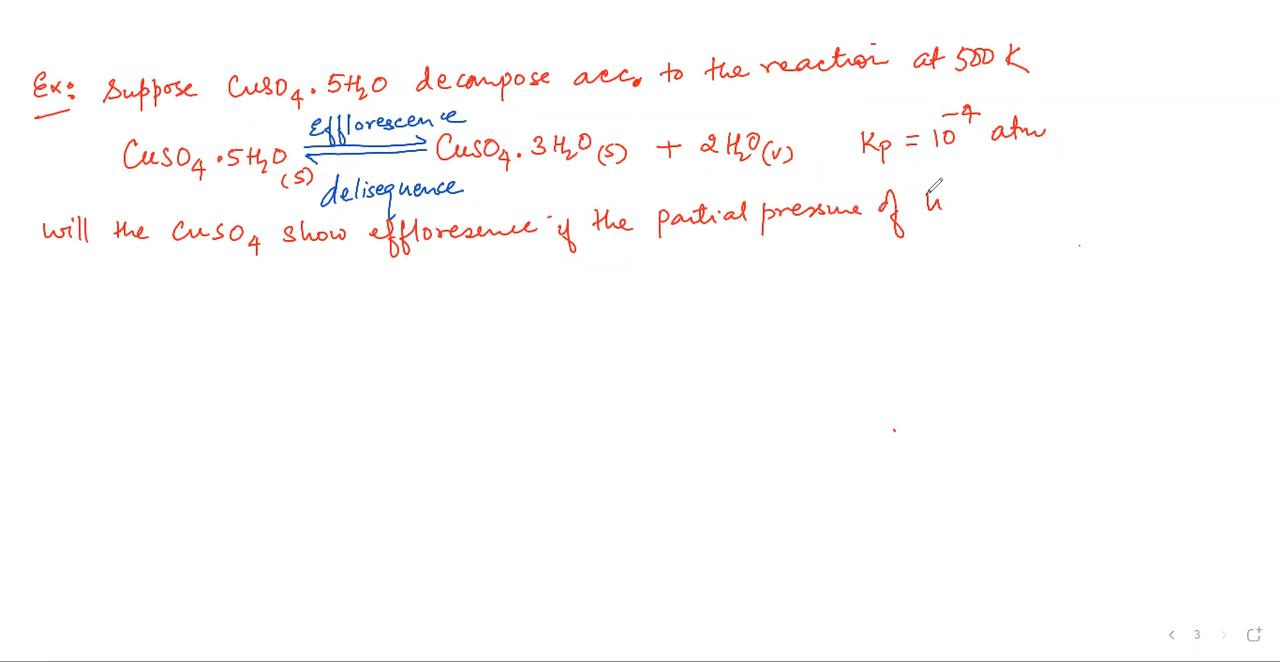 Ex: Suppose CuSO4.5H2O decompose acc. to the reaction at 500 K
Efflorescence
CuSO4.5H2O(s) ⇌ CuSO4.3H2O(s) + 2H2O(v) Kp = 10^-4 atm
delisequence
will the CuSO4 show effloresence if the partial pressure of
3